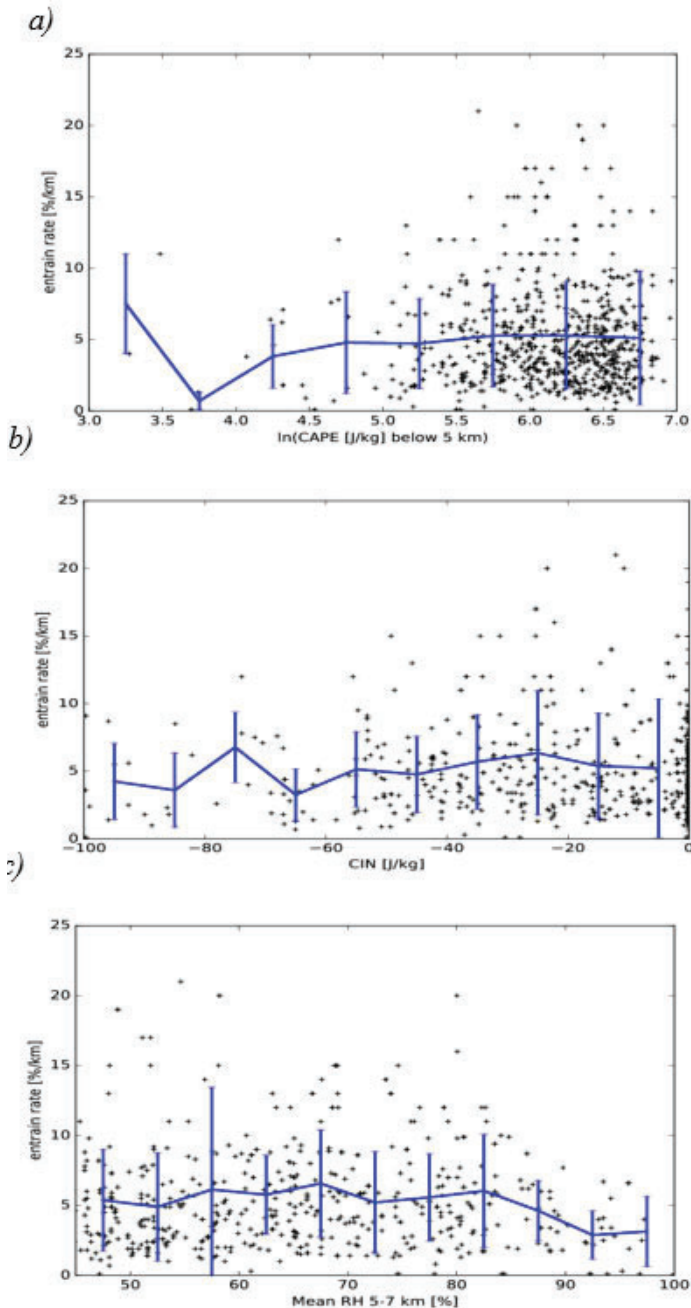 a)
25
20
15
10
5
0
entrain rate [%/km]
3.0 3.5 4.0 4.5 5.0 5.5 6.0 6.5 7.0
ln(CAPE [J/kg] below 5 km)
b)
25
20
15
10
5
0
entrain rate [%/km]
−100 −80 −60 −40 −20 0
CIN [J/kg]
c)
25
20
15
10
5
0
entrain rate [%/km]
50 60 70 80 90 100
Mean RH 5-7 km [%]